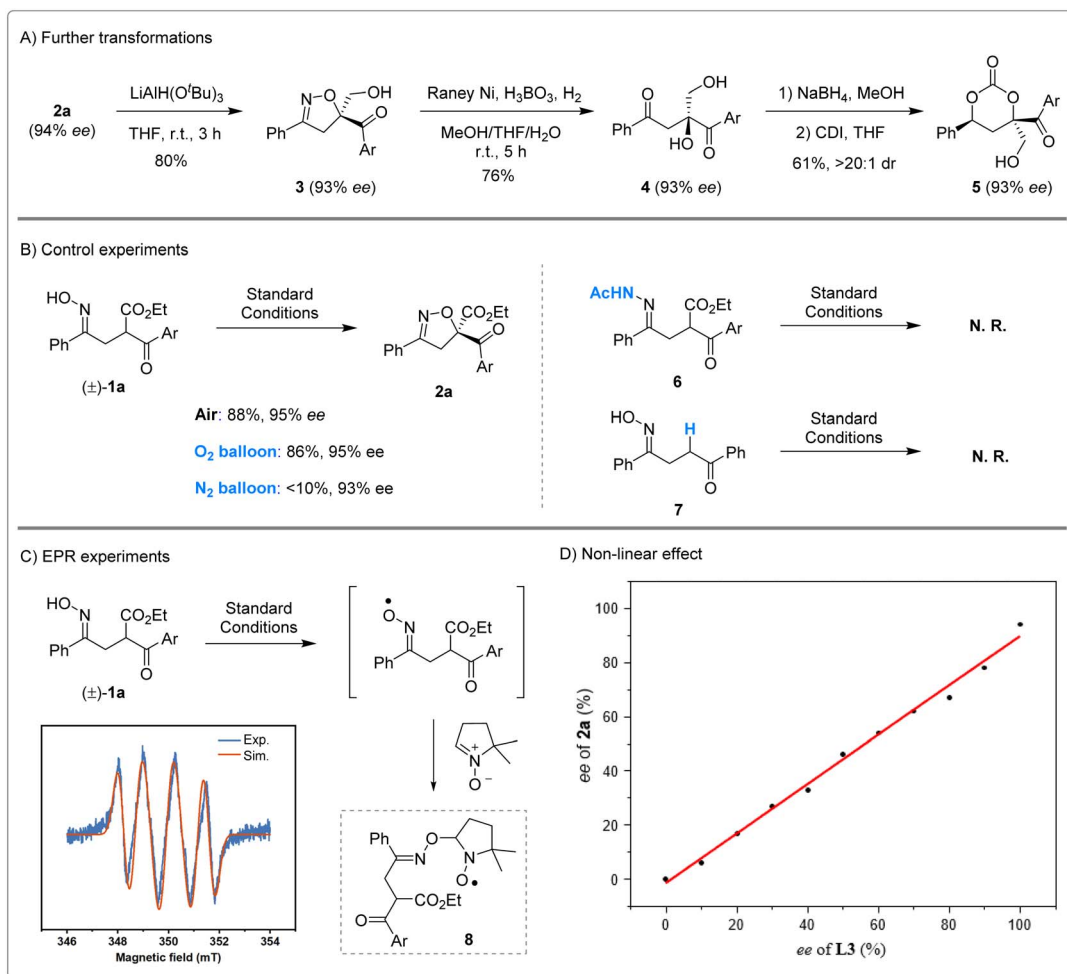 A) Further transformations
2a
(94% ee)
LiAlH(OᵗBu)₃
THF, r.t., 3 h
80%
N O OH
Ph O
Ar
3 (93% ee)
Raney Ni, H₃BO₃, H₂
MeOH/THF/H₂O
r.t., 5 h
76%
OH
O Ar
Ph
HO O
4 (93% ee)
1) NaBH₄, MeOH
2) CDI, THF
61%, >20:1 dr
O
O O Ar
Ph O
HO
5 (93% ee)
B) Control experiments
HO
N CO₂Et
Ph Ar
O
(±)-1a
Standard
Conditions
N O CO₂Et
Ph O
Ar
2a
Air: 88%, 95% ee
O₂ balloon: 86%, 95% ee
N₂ balloon: <10%, 93% ee
AcHN
N CO₂Et
Ph Ar
O
6
Standard
Conditions
N. R.
HO
N H
Ph Ph
O
7
Standard
Conditions
N. R.
C) EPR experiments
HO
N CO₂Et
Ph Ar
O
(±)-1a
Standard
Conditions
O
N CO₂Et
Ph Ar
O
N +
O −
Ph O
N N
O
CO₂Et
O
Ar
8
Exp.
Sim.
346 348 350 352 354
Magnetic field (mT)
D) Non-linear effect
100
80
60
40
20
0
ee of 2a (%)
0 20 40 60 80 100
ee of L3 (%)